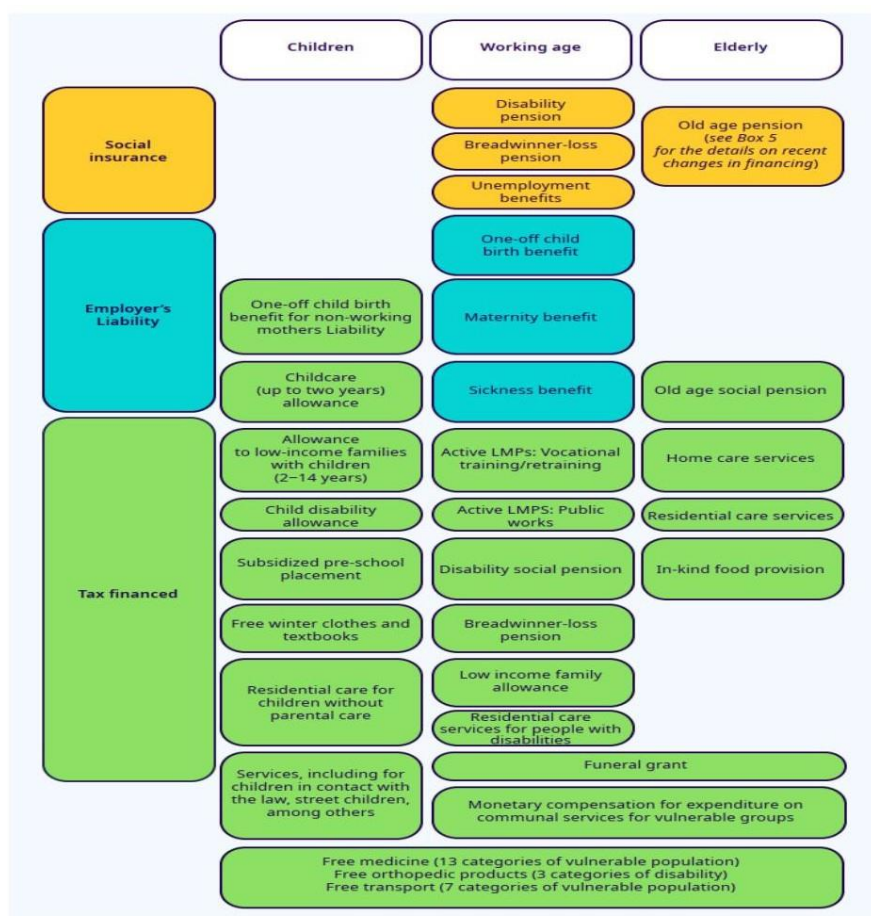 Children
Working age
Elderly
Social
insurance
Disability
pension
Breadwinner-loss
pension
Unemployment
benefits
Old age pension
(see Box 5
for the details on recent
changes in financing)
Employer's
Liability
One-off child
birth benefit
One-off child birth
benefit for non-working
mothers Liability
Maternity benefit
Childcare
(up to two years)
allowance
Sickness benefit
Old age social pension
Tax financed
Allowance
to low-income families
with children
(2−14 years)
Active LMPs: Vocational
training/retraining
Home care services
Child disability
allowance
Active LMPS: Public
works
Residential care services
Subsidized pre-school
placement
Disability social pension
In-kind food provision
Free winter clothes and
textbooks
Breadwinner-loss
pension
Residential care for
children without
parental care
Low income family
allowance
Residential care
services for people with
disabilities
Services, including for
children in contact with
the law, street children,
among others
Funeral grant
Monetary compensation for expenditure on
communal services for vulnerable groups
Free medicine (13 categories of vulnerable population)
Free orthopedic products (3 categories of disability)
Free transport (7 categories of vulnerable population)